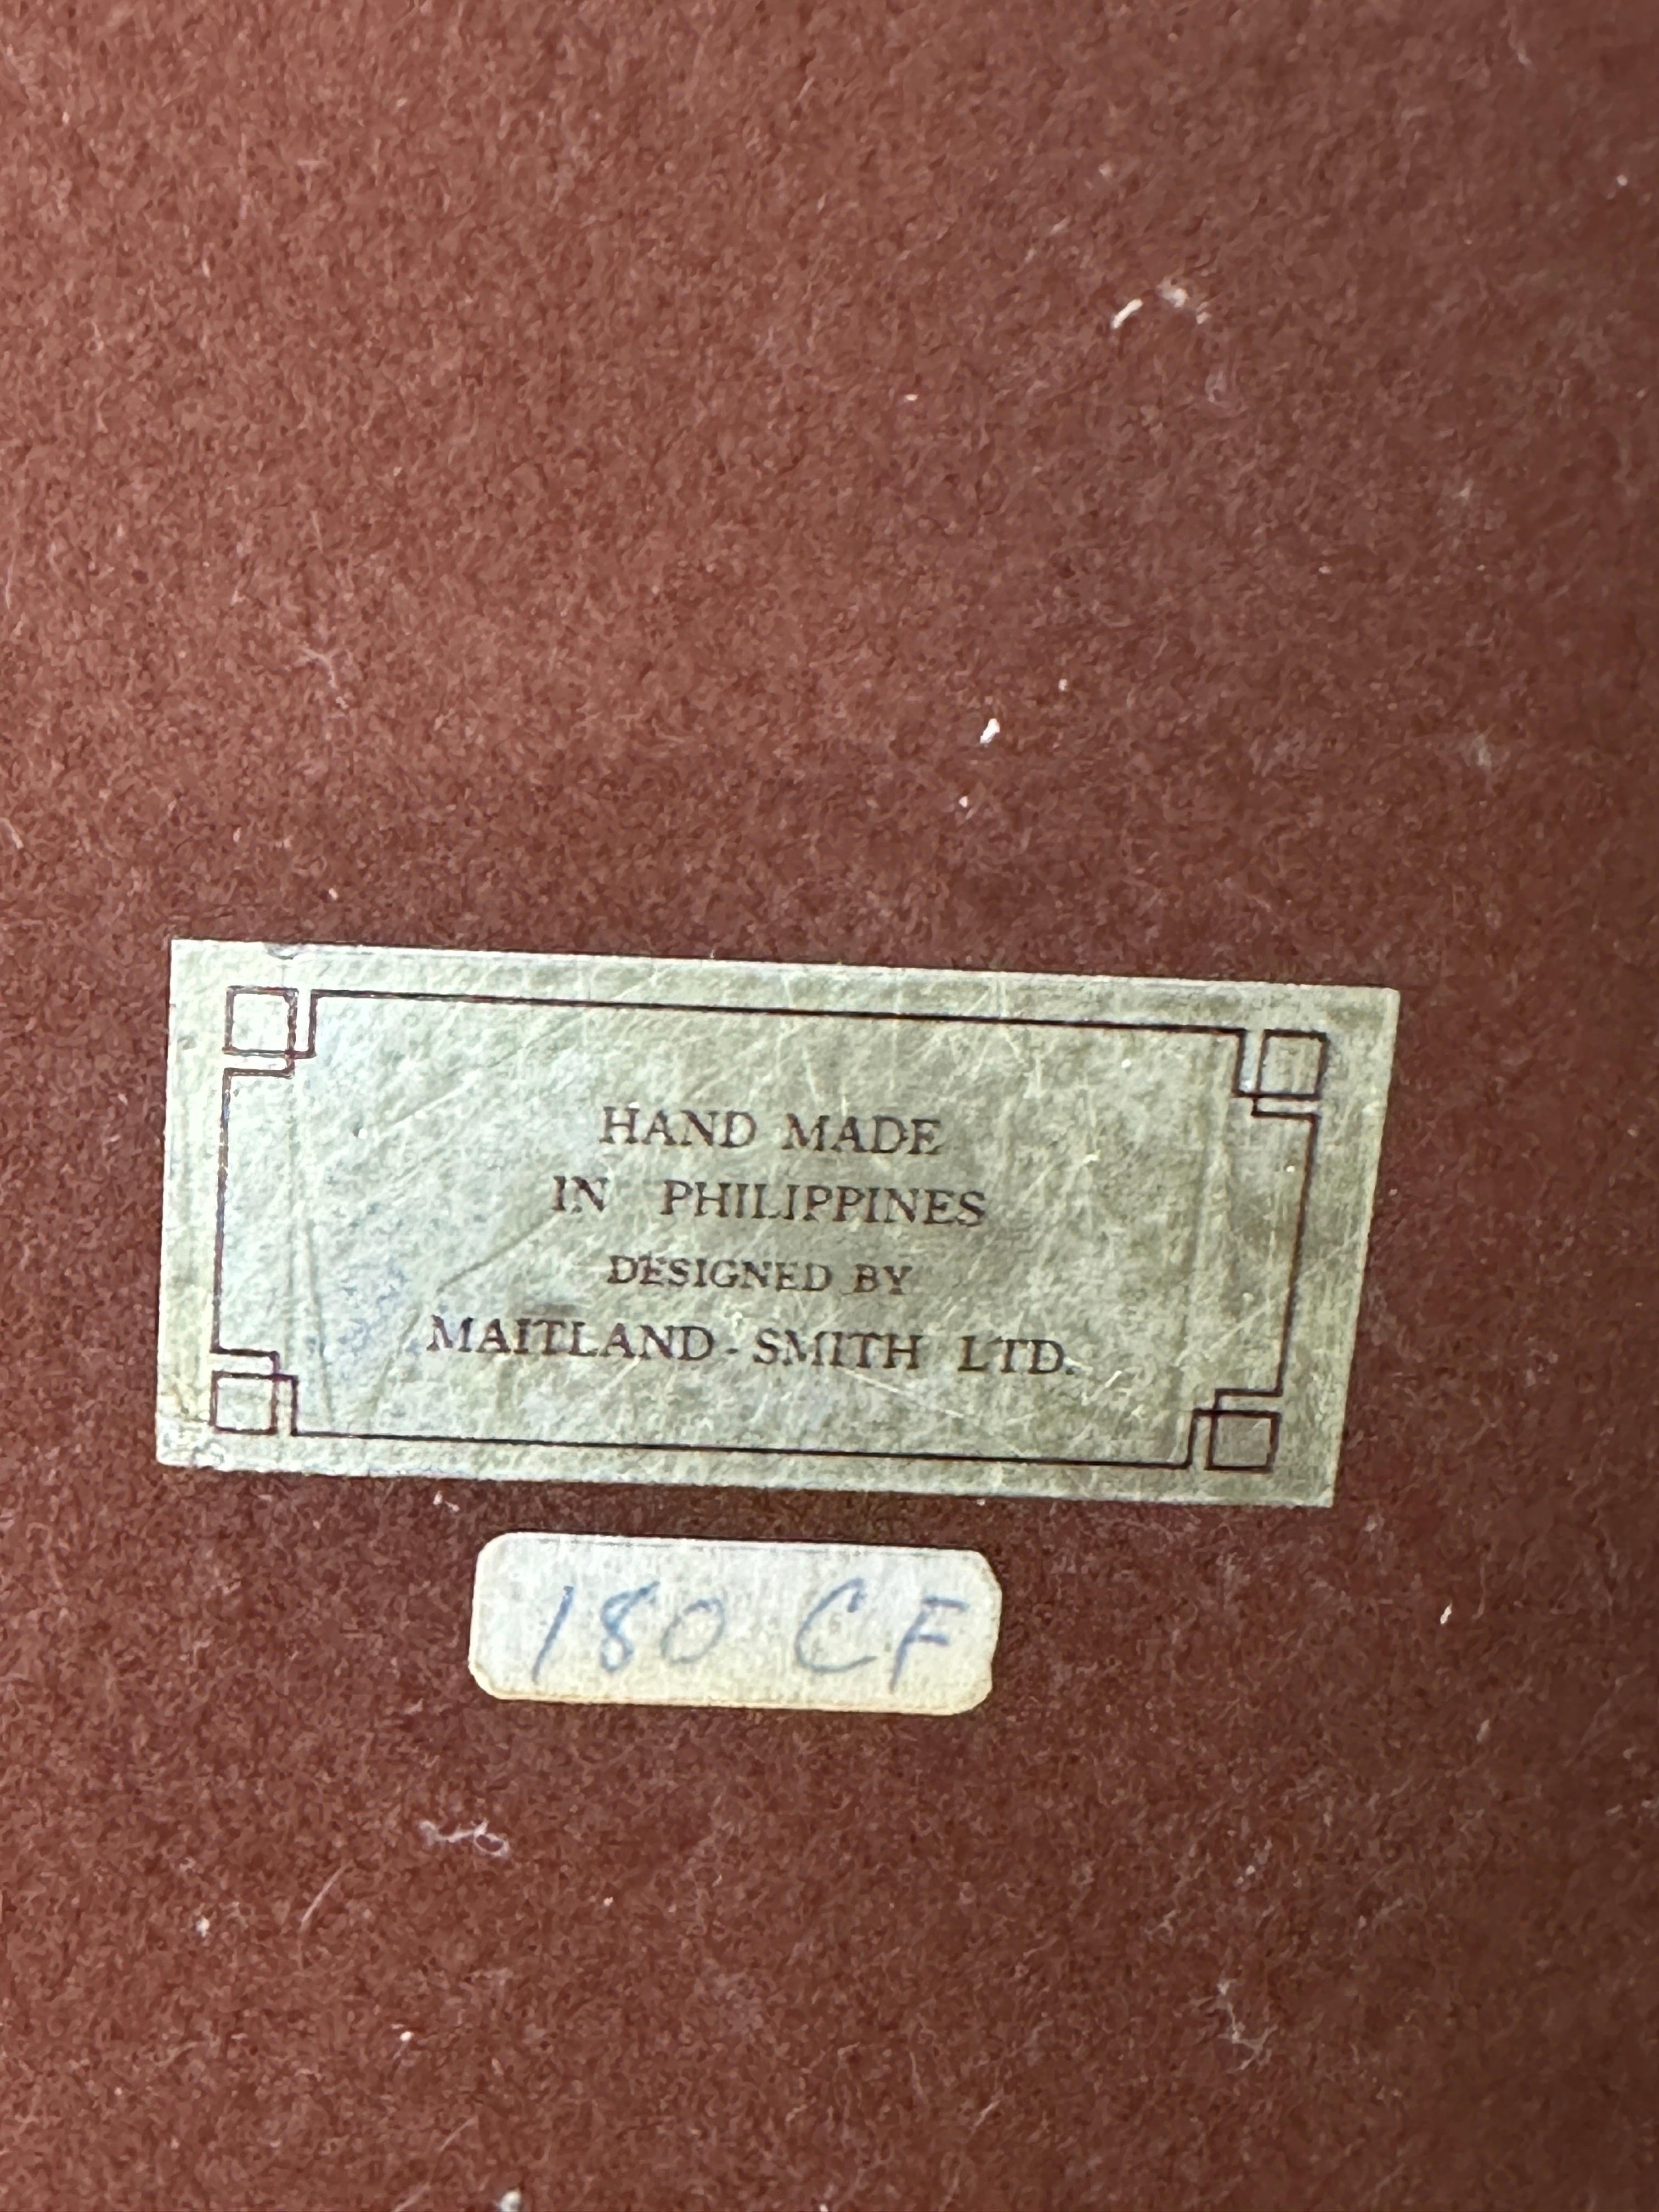 HAND MADE
IN PHILIPPINES
DESIGNED BY
MAITLAND-SMITH LTD.
180 CF